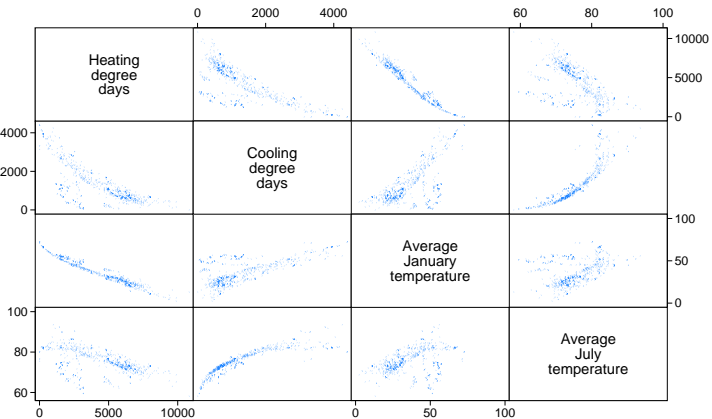 0 2000 4000 60 80 100
Heating
degree
days
10000
5000
0
4000
2000
0
Cooling
degree
days
Average
January
temperature
100
50
0
100
80
60
Average
July
temperature
0 5000 10000 0 50 100